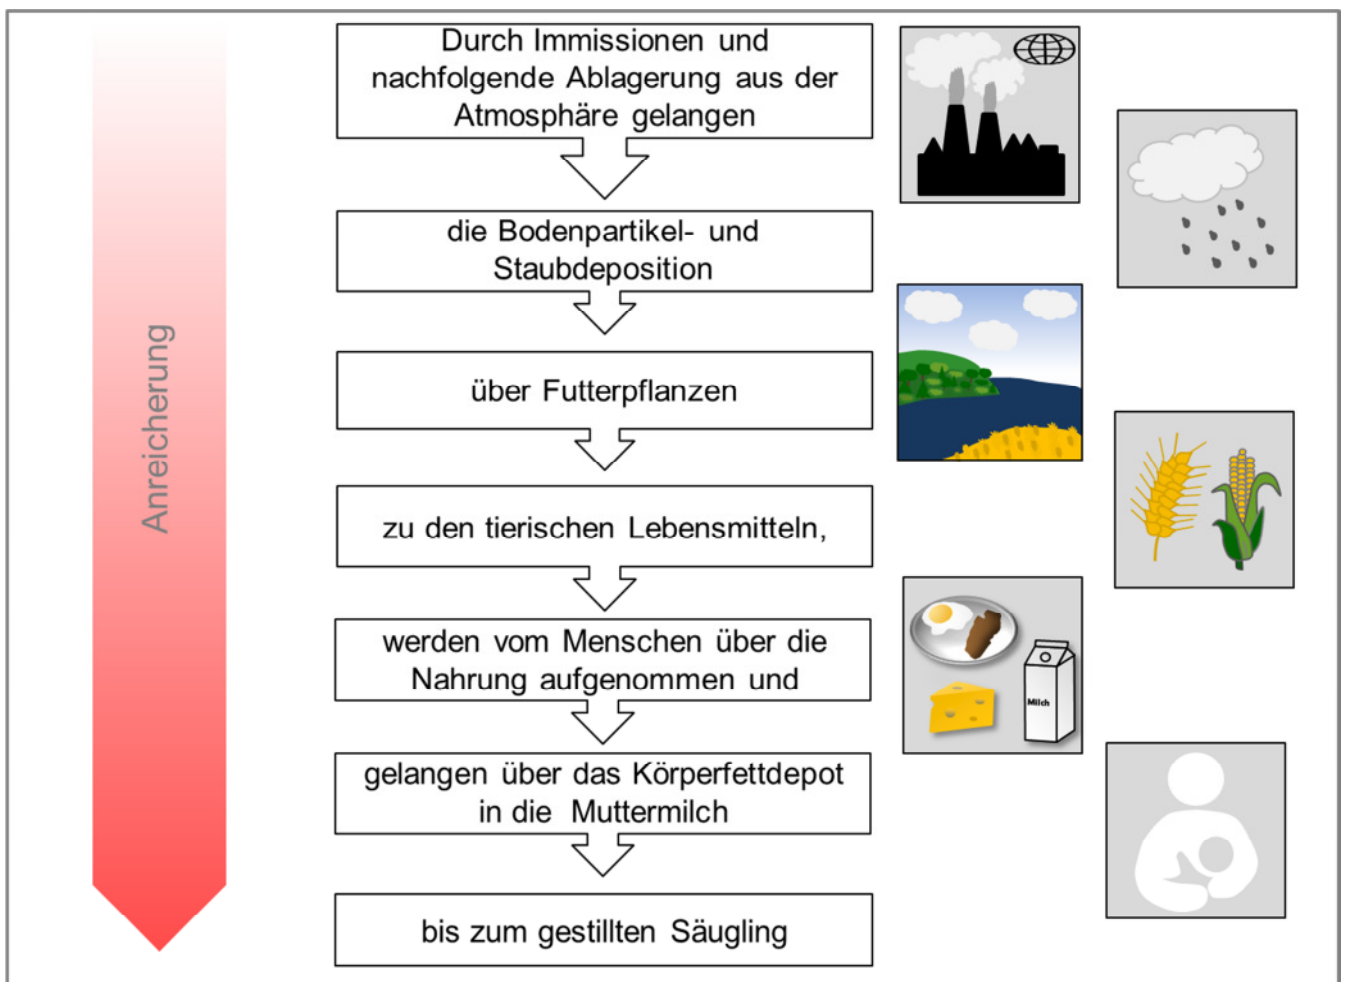 Durch Immissionen und
nachfolgende Ablagerung aus der
Atmosphäre gelangen
die Bodenpartikel- und
Staubdeposition
über Futterpflanzen
Anreicherung
zu den tierischen Lebensmitteln,
werden vom Menschen über die
Nahrung aufgenommen und
Milch
gelangen über das Körperfettdepot
in die Muttermilch
bis zum gestillten Säugling